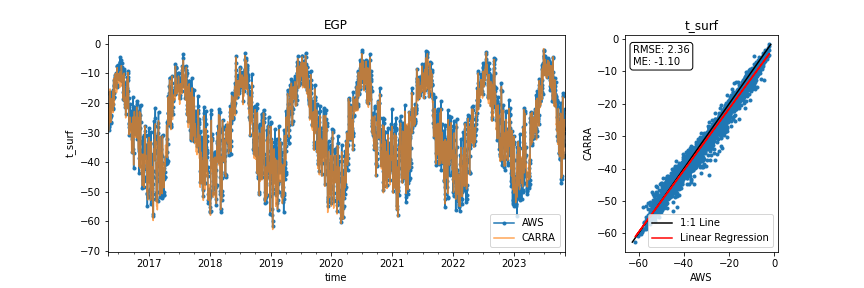 EGP
t_surf
0
−10
−20
−30
−40
−50
−60
−70
t_surf
2017 2018 2019 2020 2021 2022 2023
time
AWS
CARRA
t_surf
RMSE: 2.36
ME: -1.10
0
−10
−20
−30
−40
−50
−60
CARRA
1:1 Line
Linear Regression
−60 −40 −20 0
AWS